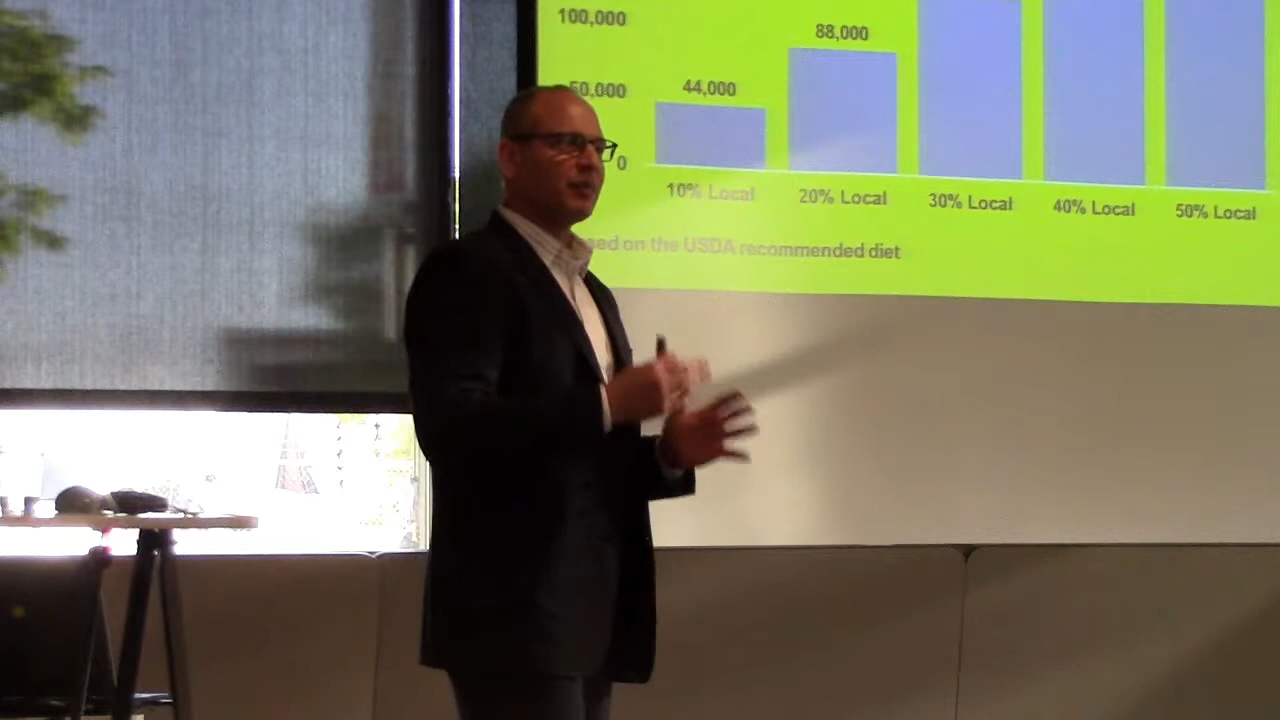 100,000
88,000
50,000
44,000
0
10% Local 20% Local 30% Local 40% Local 50% Local
on the USDA recommended diet